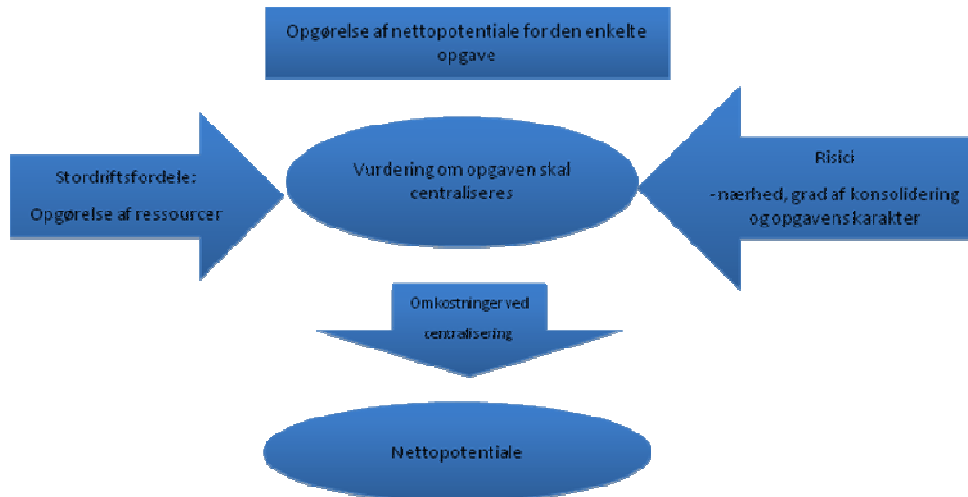 Opgørelse af nettopotentiale for den enkelte
opgave
Stordriftsfordele:
Opgørelse af ressourcer
Vurdering om opgaven skal
centraliseres
Risici
- nærhed, grad af konsolidering
og opgavens karakter
Omkostninger ved
centralisering
Nettopotentiale